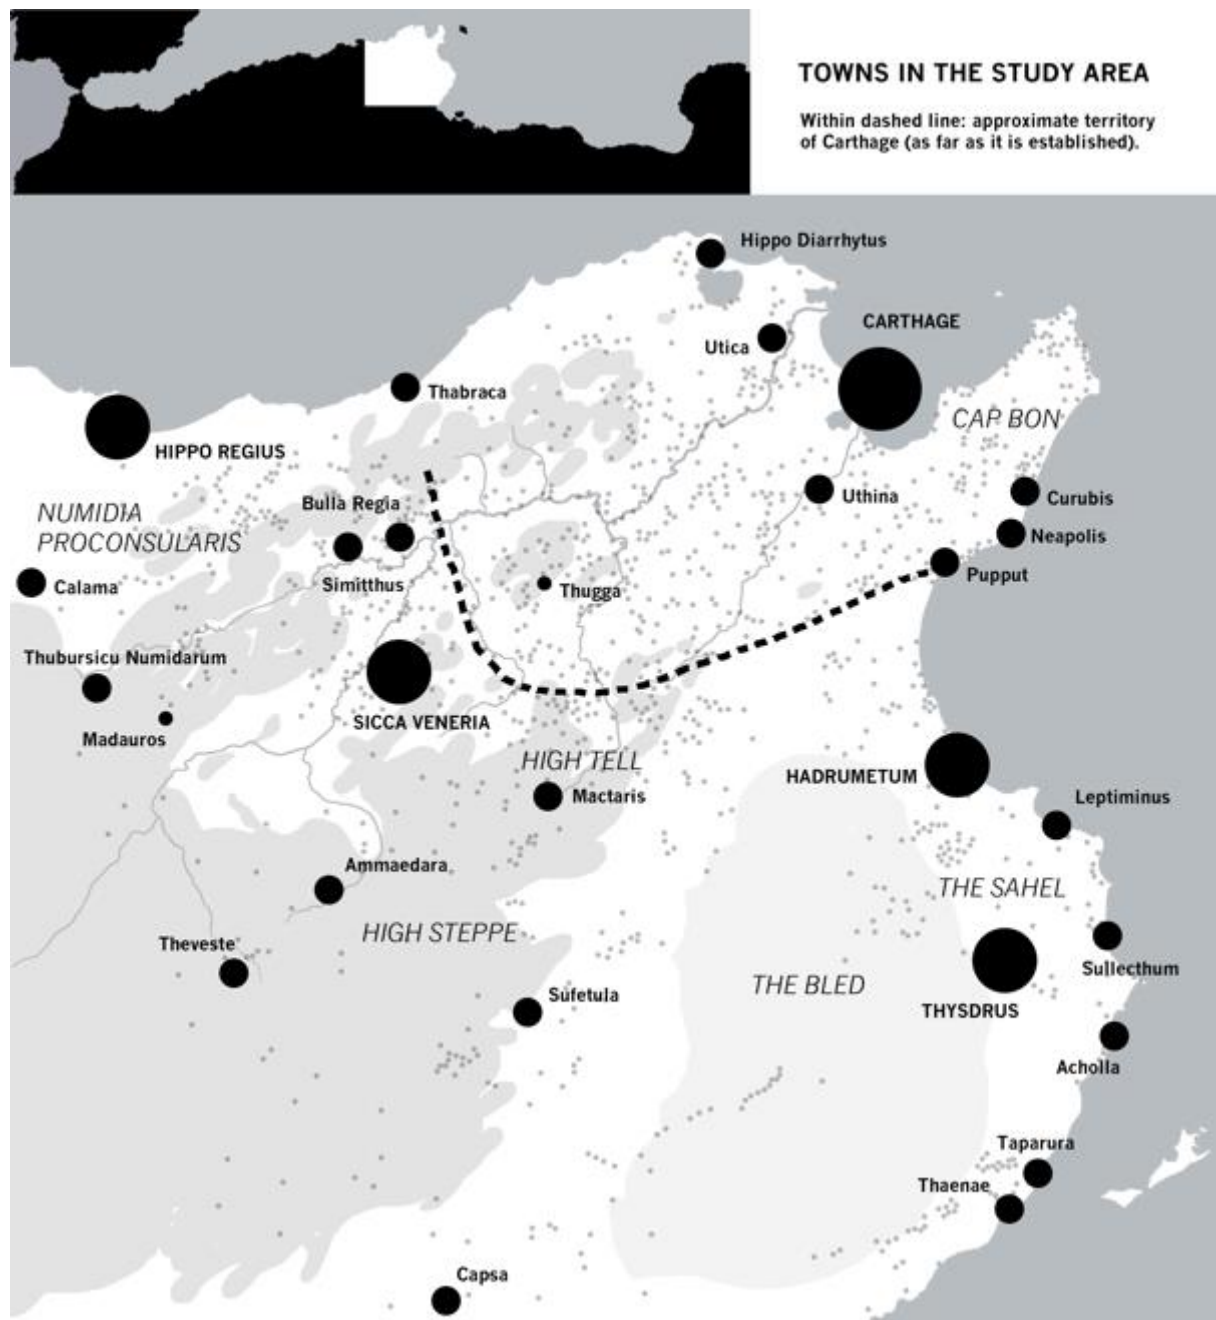 TOWNS IN THE STUDY AREA
Within dashed line: approximate territory
of Carthage (as far as it is established).
Hippo Diarrhytus
CARTHAGE
Utica
Thabraca
CAP BON
HIPPO REGIUS
Bulla Regia
Uthina
Curubis
NUMIDIA
PROCONSULARIS
Neapolis
Pupput
Calama
Simitthus
Thugga
Thubursicu Numidarum
SICCA VENERIA
Madauros
HIGH TELL
HADRUMETUM
Mactaris
Leptiminus
Ammaedara
THE SAHEL
HIGH STEPPE
Theveste
Sullecthum
THE BLED
Sufetula
THYSDRUS
Acholla
Taparura
Thaenae
Capsa